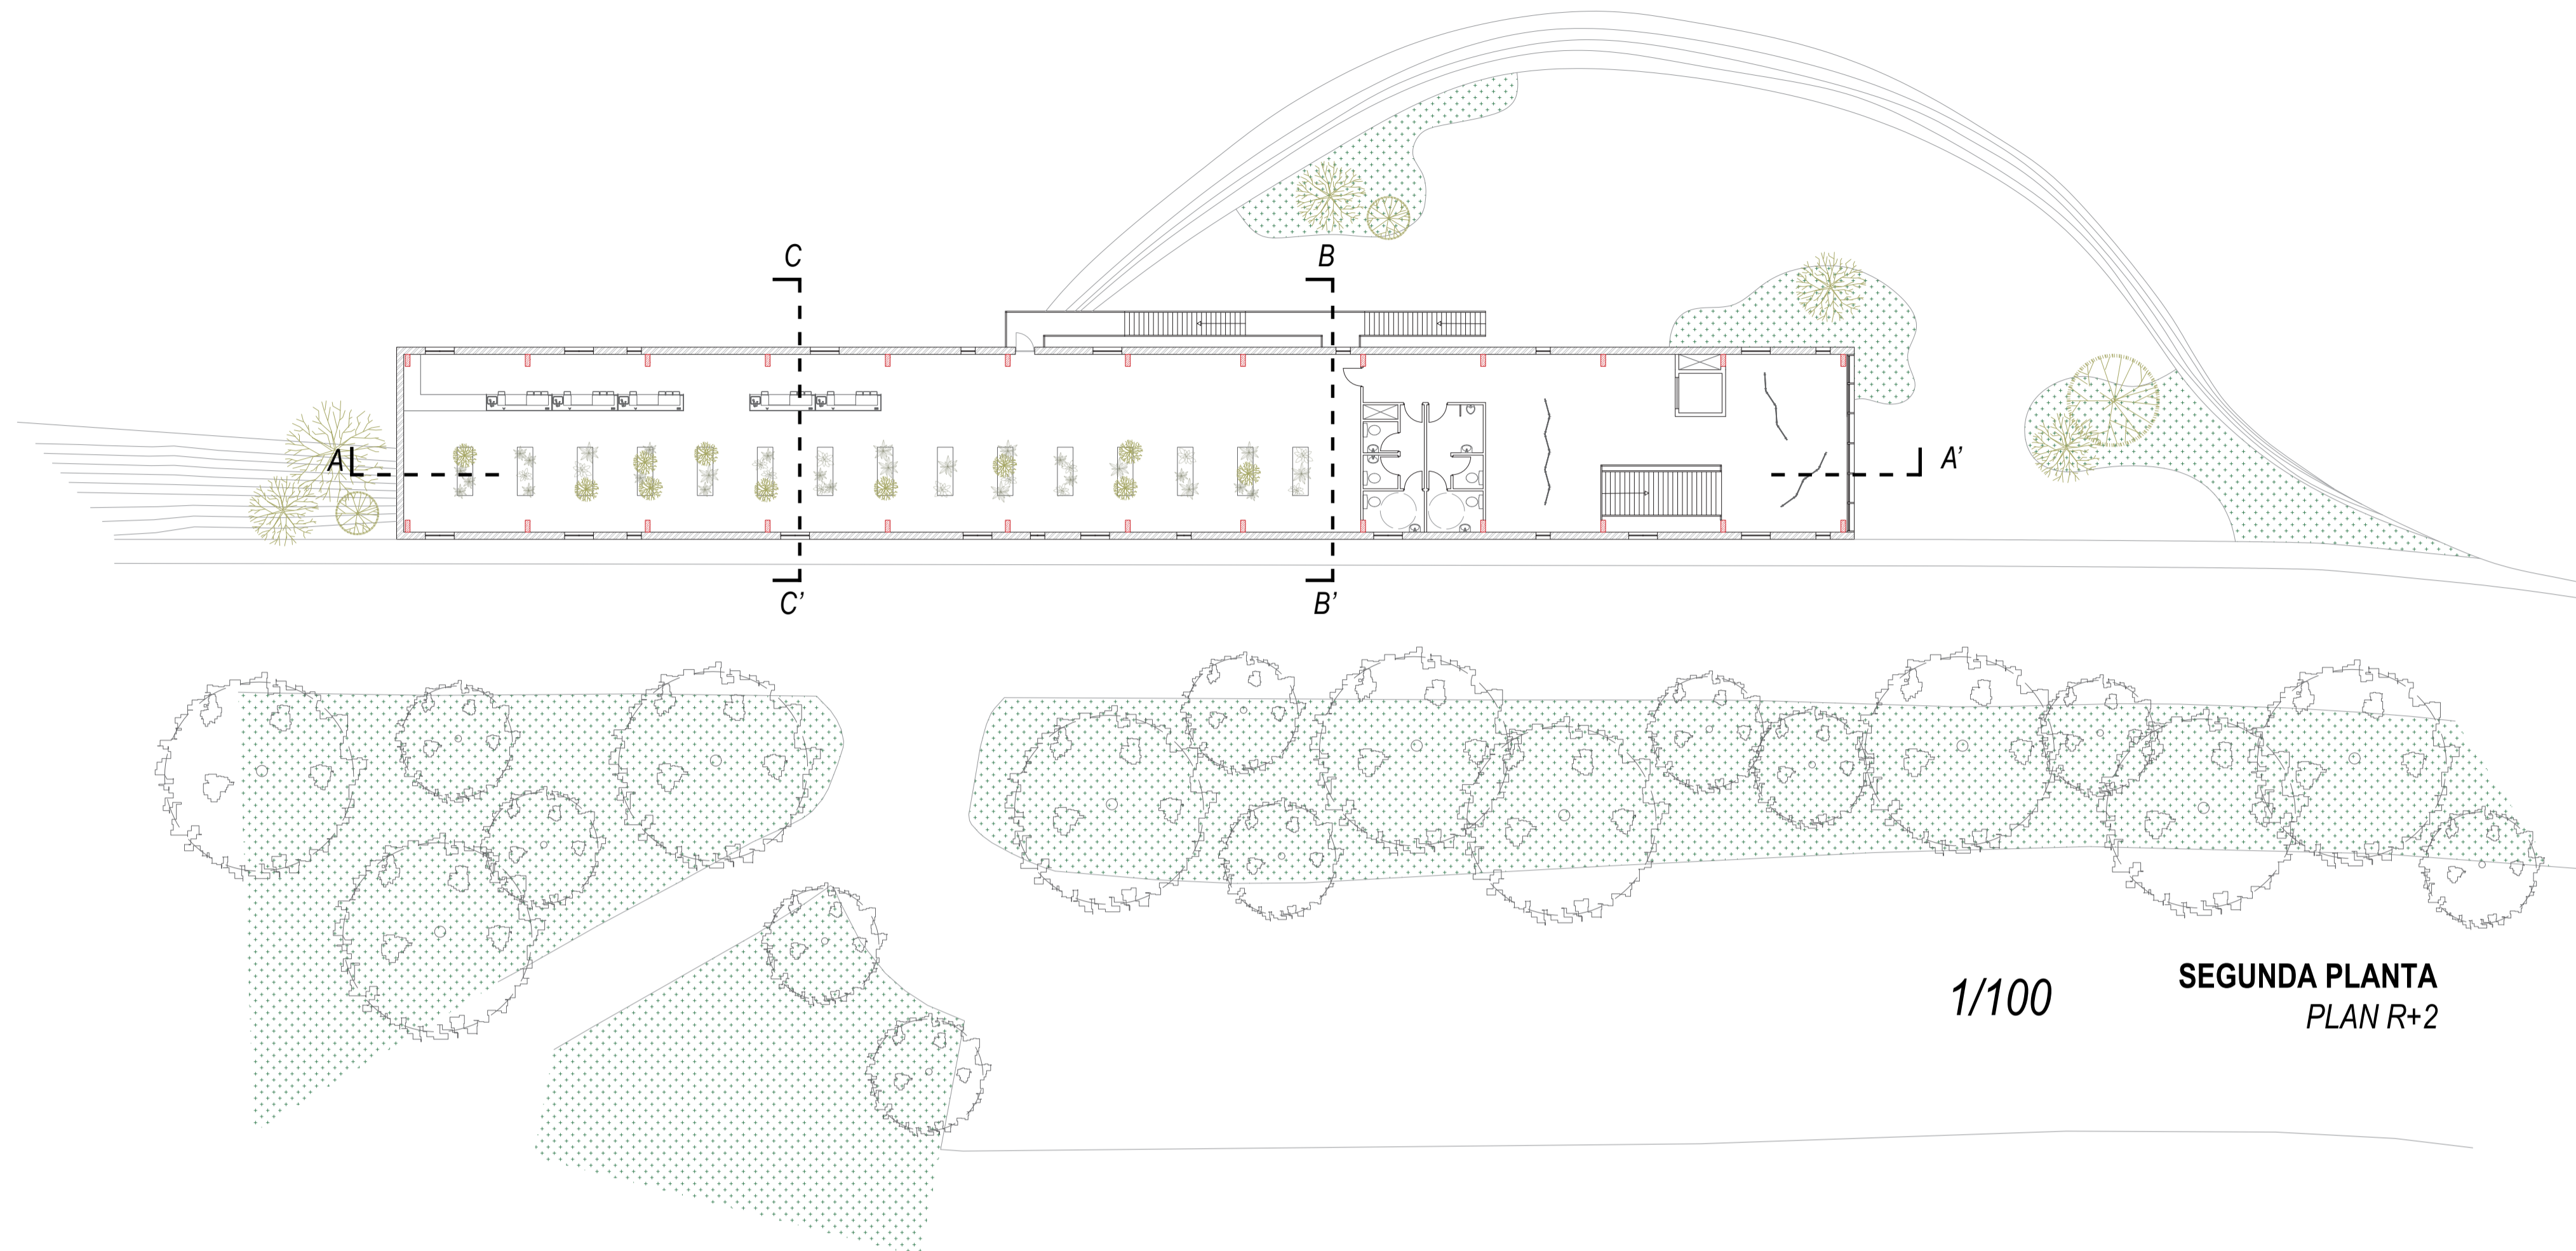 C
B
A
A’
C’
B’
1/100
SEGUNDA PLANTA
PLAN R+2